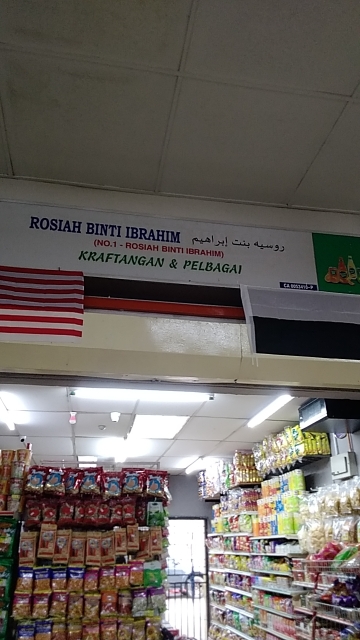 ROSIAH BINTI IBRAHIM روسيه بنت إبراهيم
(NO.1 - ROSIAH BINTI IBRAHIM)
KRAFTANGAN & PELBAGAI